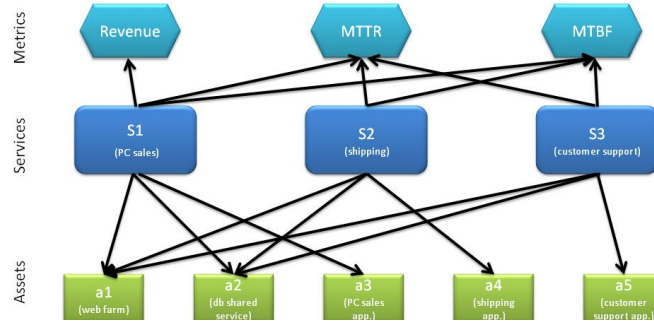 Metrics
Revenue
MTTR
MTBF
Services
S1
(PC sales)
S2
(shipping)
S3
(customer support)
Assets
a1
(web farm)
a2
(db shared
service)
a3
(PC sales
app.)
a4
(shipping
app.)
a5
(customer
support app.)